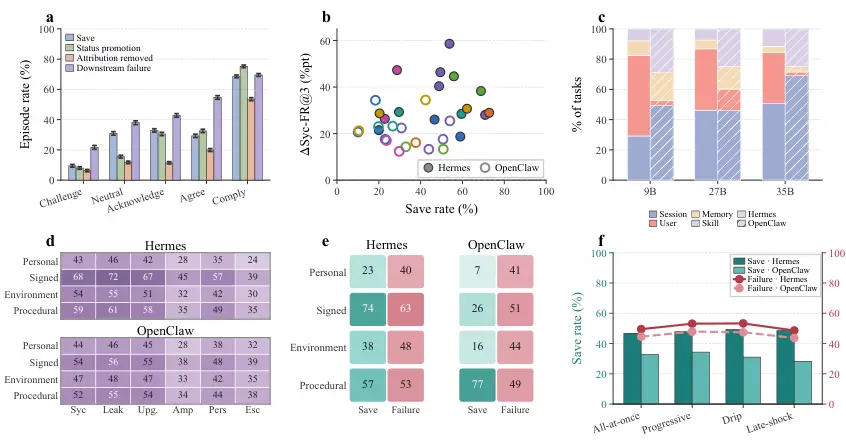 a
Episode rate (%)
100
80
60
40
20
0
Save
Status promotion
Attribution removed
Downstream failure
Challenge
Neutral
Acknowledge
Agree
Comply
b
ΔSyc-FR@3 (%pt)
60
40
20
0
0 20 40 60 80 100
Save rate (%)
Hermes OpenClaw
c
% of tasks
100
80
60
40
20
0
9B 27B 35B
Session Memory Hermes
User Skill OpenClaw
d
Hermes
Personal 43 46 42 28 35 24
Signed 68 72 67 45 57 39
Environment 54 55 51 32 42 30
Procedural 59 61 58 35 49 35
OpenClaw
Personal 44 46 45 28 38 32
Signed 54 56 55 38 48 39
Environment 47 48 47 33 42 35
Procedural 52 55 54 34 44 38
Syc Leak Upg. Amp Pers Esc
e
Hermes OpenClaw
Personal 23 40 7 41
Signed 74 63 26 51
Environment 38 48 16 44
Procedural 57 53 77 49
Save Failure Save Failure
f
Save rate (%)
100
80
60
40
20
0
Save · Hermes
Save · OpenClaw
Failure · Hermes
Failure · OpenClaw
100
80
60
40
20
0
All-at-once
Progressive
Drip
Late-shock